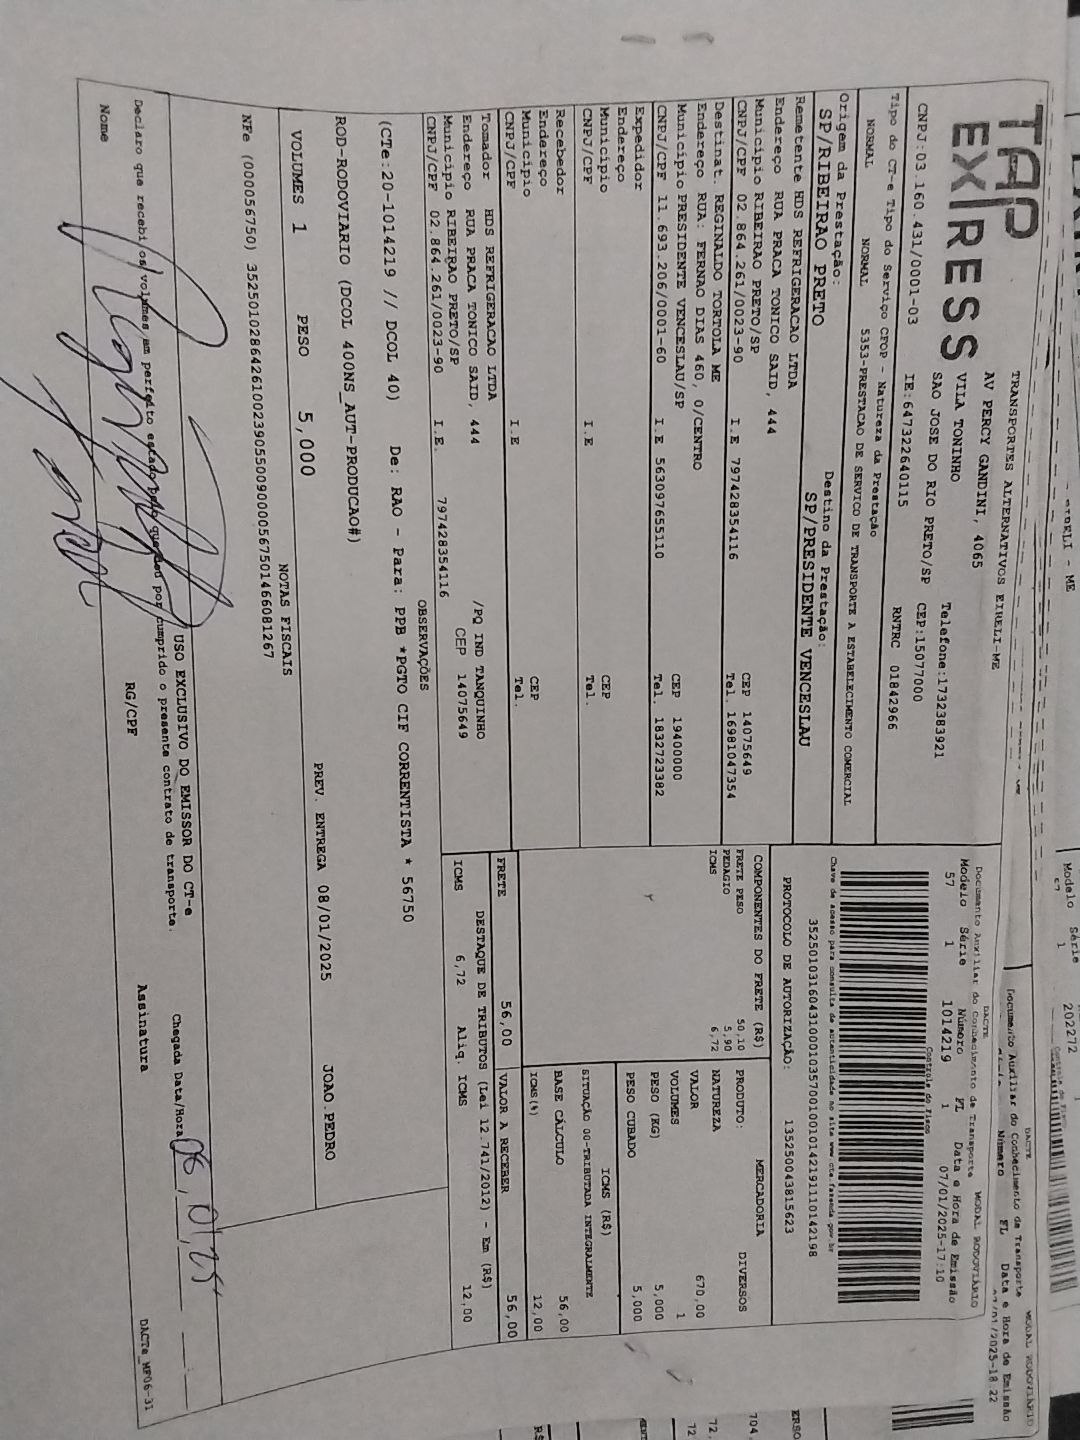 TAP
EXPRESS
TRANSPORTES ALTERNATIVOS EIRELI-ME
AV PERCY GANDINI, 4065
VILA TONINHO
Telefone:1732383921
SAO JOSE DO RIO PRETO/SP CEP:15077000
CNPJ:03.160.431/0001-03 IE:647322640115 RNTRC 01842966
Tipo do CT-e Tipo do Serviço CFOP - Natureza da Prestação
NORMAL NORMAL 5353-PRESTACAO DE SERVICO DE TRANSPORTE A ESTABELECIMENTO COMERCIAL
Origem da Prestação: Destino da Prestação:
SP/RIBEIRAO PRETO SP/PRESIDENTE VENCESLAU
Remetente HDS REFRIGERACAO LTDA
Endereço RUA PRACA TONICO SAID, 444
Município RIBEIRAO PRETO/SP CEP 14075649
CNPJ/CPF 02.864.261/0023-90 I.E 797428354116 Tel. 16981047354
Destinat. REGINALDO TORTOLA ME
Endereço RUA: FERNAO DIAS 460, 0/CENTRO
Município PRESIDENTE VENCESLAU/SP CEP 19400000
CNPJ/CPF 11.693.206/0001-60 I.E 563097655110 Tel. 1832723382
Expedidor
Endereço
Município CEP
CNPJ/CPF I.E Tel.
Recebedor
Endereço
Município CEP
CNPJ/CPF I.E Tel.
Tomador HDS REFRIGERACAO LTDA
Endereço RUA PRACA TONICO SAID, 444 /PQ IND TANQUINHO
Município RIBEIRAO PRETO/SP CEP 14075649
CNPJ/CPF 02.864.261/0023-90 I.E. 797428354116
DACTE MODAL RODOVIÁRIO
Documento Auxiliar do Conhecimento de Transporte
Modelo Série Número FL Data e Hora de Emissão
57 1 1014219 1 07/01/2025-17:10
Controle do Fisco
Chave de acesso para consulta de autenticidade no site www.cte.fazenda.gov.br
35250103160431000103570010010142191110142198
PROTOCOLO DE AUTORIZAÇÃO: 135250043815623
COMPONENTES DO FRETE (R$)
FRETE PESO 50,10
PEDAGIO 5,90
ICMS 6,72
MERCADORIA
PRODUTO: DIVERSOS
NATUREZA
VALOR 670,00
VOLUMES 1
PESO (KG) 5,000
PESO CUBADO 5,000
ICMS (R$)
SITUAÇÃO 00-TRIBUTADA INTEGRALMENTE
BASE CÁLCULO 56,00
ICMS(%) 12,00
FRETE 56,00 VALOR A RECEBER 56,00
DESTAQUE DE TRIBUTOS (Lei 12.741/2012) - Em (R$)
ICMS 6,72 Aliq. ICMS 12,00
OBSERVAÇÕES
(CTe:20-1014219 // DCOL 40) De: RAO - Para: PPB *PGTO CIF CORRENTISTA * 56750
ROD-RODOVIARIO (DCOL 400NS_AUT-PRODUCAO#)
VOLUMES 1 PESO 5,000 PREV. ENTREGA 08/01/2025 JOAO.PEDRO
NOTAS FISCAIS
NFe (000056750) 35250102864261002390550090000567501466081267
USO EXCLUSIVO DO EMISSOR DO CT-e
Declaro que recebi os volumes em perfeito estado pelo que dou por cumprido o presente contrato de transporte.
Chegada Data/Hora 08,01,25
Nome RG/CPF Assinatura
DACTe_MP06-31